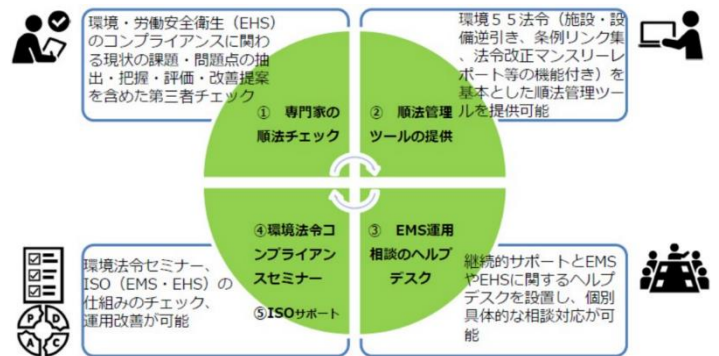 環境・労働安全衛生（EHS）
のコンプライアンスに関わ
る現状の課題・問題点の抽
出・把握・評価・改善提案
を含めた第三者チェック
環境５５法令（施設・設
備逆引き、条例リンク集
、法令改正マンスリーレ
ポート等の機能付き）を
基本とした順法管理ツー
ルを提供可能
① 専門家の
順法チェック
② 順法管理
ツールの提供
④環境法令コ
ンプライアン
スセミナー
⑤ISOサポート
③ EMS運用
相談のヘルプ
デスク
環境法令セミナー、
ISO（EMS・EHS）の
仕組みのチェック、
運用改善が可能
継続的サポートとEMS
やEHSに関するヘルプ
デスクを設置し、個別
具体的な相談対応が可
能
P
D
A
C